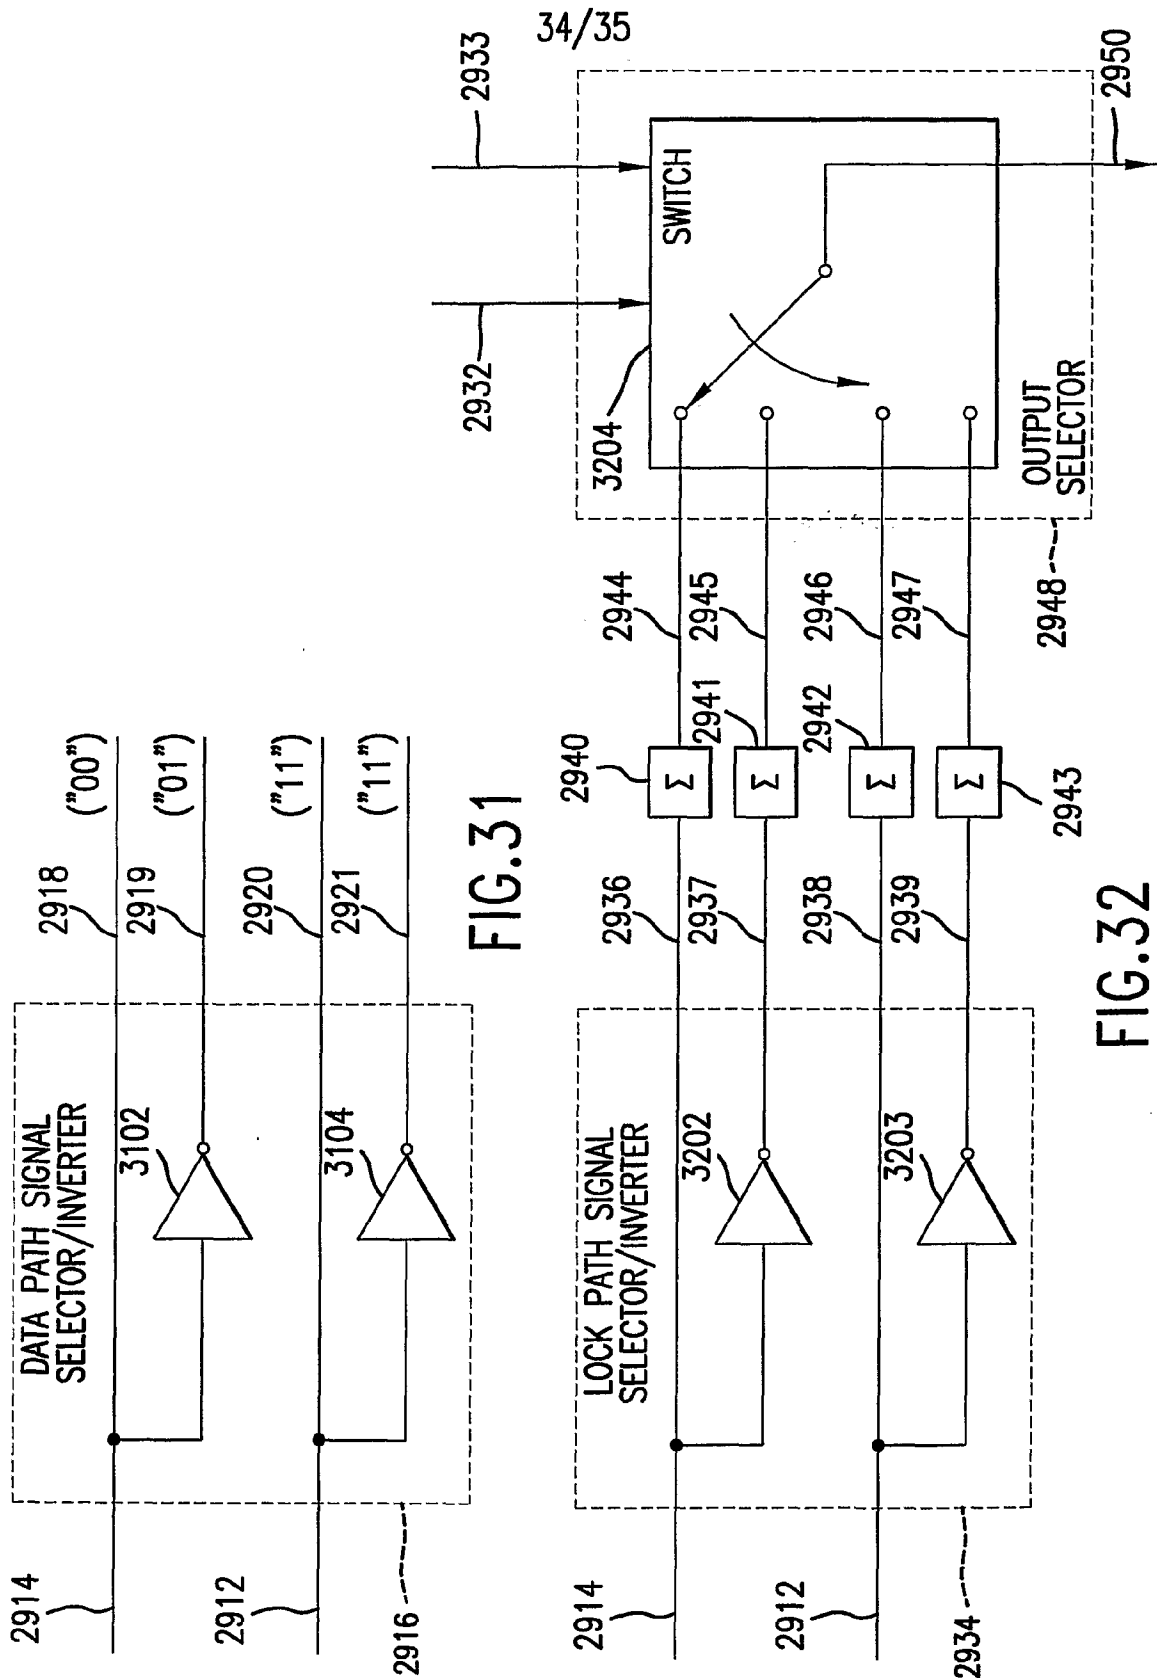 34/35
2914
2912
2916
DATA PATH SIGNAL
SELECTOR/INVERTER
3102
3104
2918
2919
2920
2921
("00")
("01")
("11")
("11")
FIG.31
2914
2912
2934
LOCK PATH SIGNAL
SELECTOR/INVERTER
3202
3203
2936
2937
2938
2939
2940
2941
2942
2943
Σ
Σ
Σ
Σ
2944
2945
2946
2947
2948
OUTPUT
SELECTOR
3204
SWITCH
2932
2933
2950
FIG.32